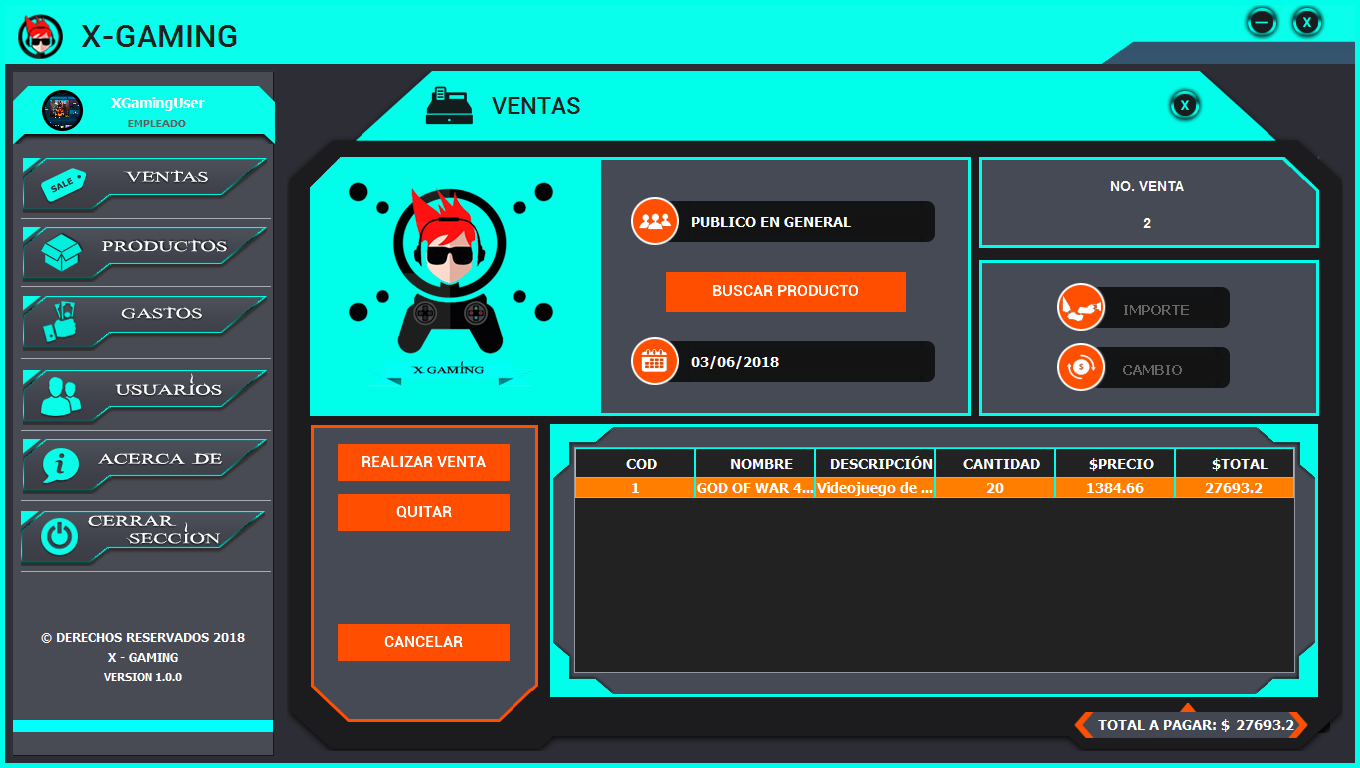 X-GAMING
X
XGamingUser
EMPLEADO
SALE
VENTAS
PRODUCTOS
GASTOS
USUARIOS
ACERCA DE
CERRAR
SECCION
© DERECHOS RESERVADOS 2018
X - GAMING
VERSION 1.0.0
VENTAS
X
X GAMING
PUBLICO EN GENERAL
BUSCAR PRODUCTO
03/06/2018
NO. VENTA
2
IMPORTE
$
CAMBIO
REALIZAR VENTA
QUITAR
CANCELAR
COD NOMBRE DESCRIPCIÓN CANTIDAD $PRECIO $TOTAL
1 GOD OF WAR 4... Videojuego de ... 20 1384.66 27693.2
TOTAL A PAGAR: $ 27693.2